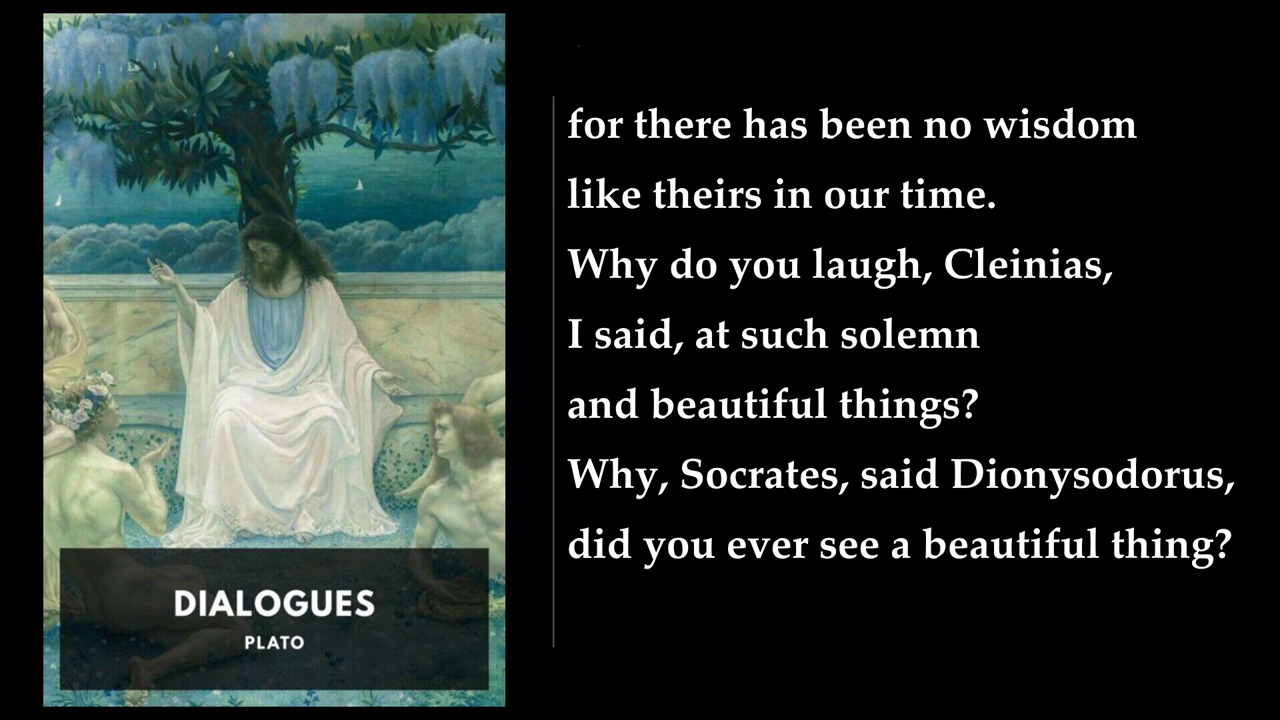 DIALOGUES
PLATO
for there has been no wisdom
like theirs in our time.
Why do you laugh, Cleinias,
I said, at such solemn
and beautiful things?
Why, Socrates, said Dionysodorus,
did you ever see a beautiful thing?